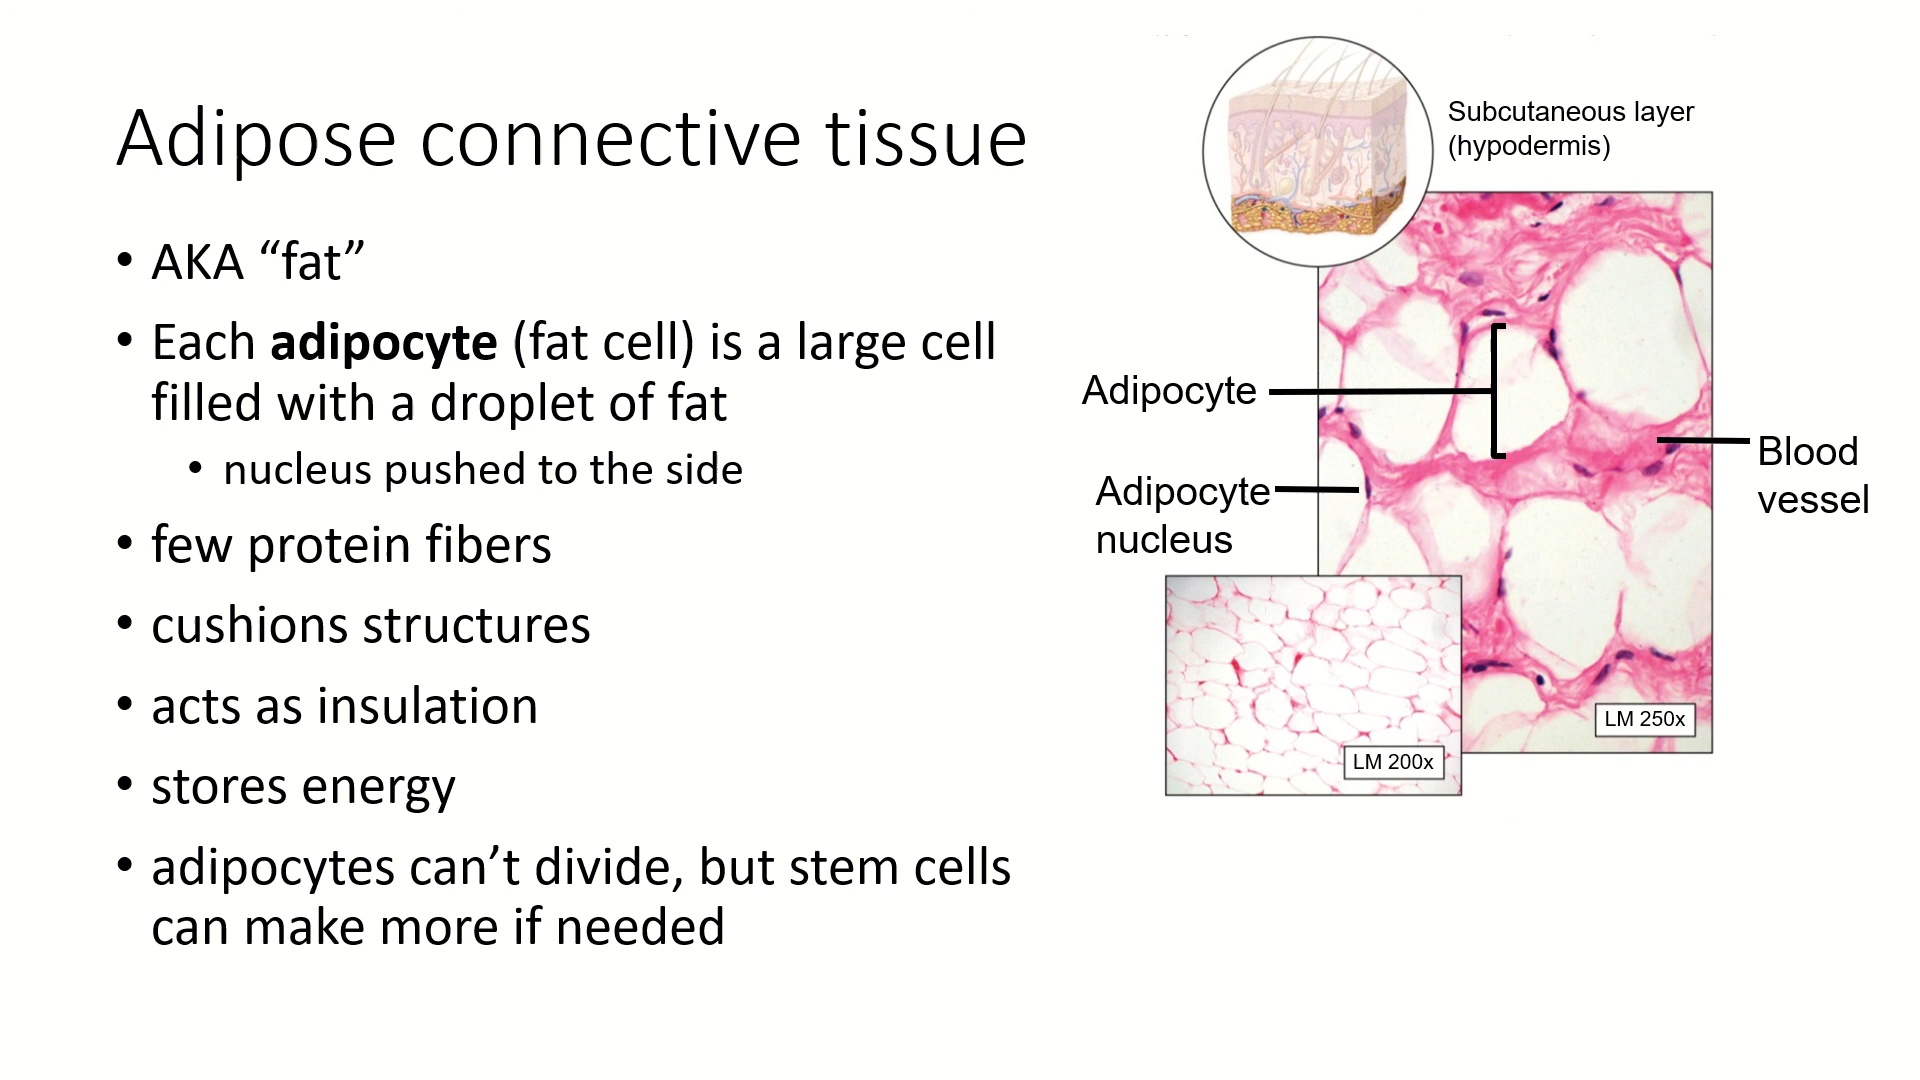 Adipose connective tissue
• AKA “fat”
• Each adipocyte (fat cell) is a large cell
filled with a droplet of fat
• nucleus pushed to the side
• few protein fibers
• cushions structures
• acts as insulation
• stores energy
• adipocytes can’t divide, but stem cells
can make more if needed
Subcutaneous layer
(hypodermis)
Adipocyte
Adipocyte
nucleus
Blood
vessel
LM 250x
LM 200x